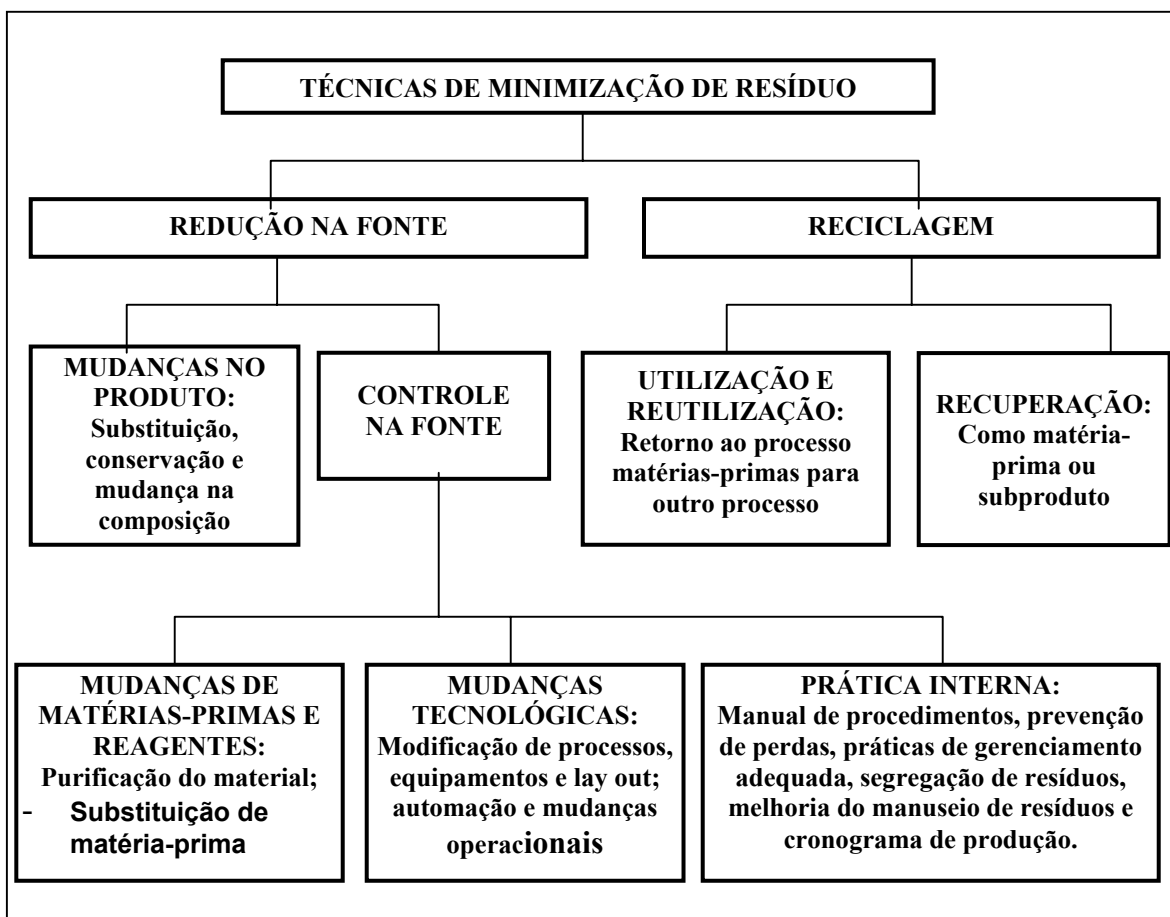 TÉCNICAS DE MINIMIZAÇÃO DE RESÍDUO
REDUÇÃO NA FONTE
RECICLAGEM
MUDANÇAS NO
PRODUTO:
Substituição,
conservação e
mudança na
composição
CONTROLE
NA FONTE
UTILIZAÇÃO E
REUTILIZAÇÃO:
Retorno ao processo
matérias-primas para
outro processo
RECUPERAÇÃO:
Como matéria-
prima ou
subproduto
MUDANÇAS DE
MATÉRIAS-PRIMAS E
REAGENTES:
Purificação do material;
- Substituição de
matéria-prima
MUDANÇAS
TECNOLÓGICAS:
Modificação de processos,
equipamentos e lay out;
automação e mudanças
operacionais
PRÁTICA INTERNA:
Manual de procedimentos, prevenção
de perdas, práticas de gerenciamento
adequada, segregação de resíduos,
melhoria do manuseio de resíduos e
cronograma de produção.